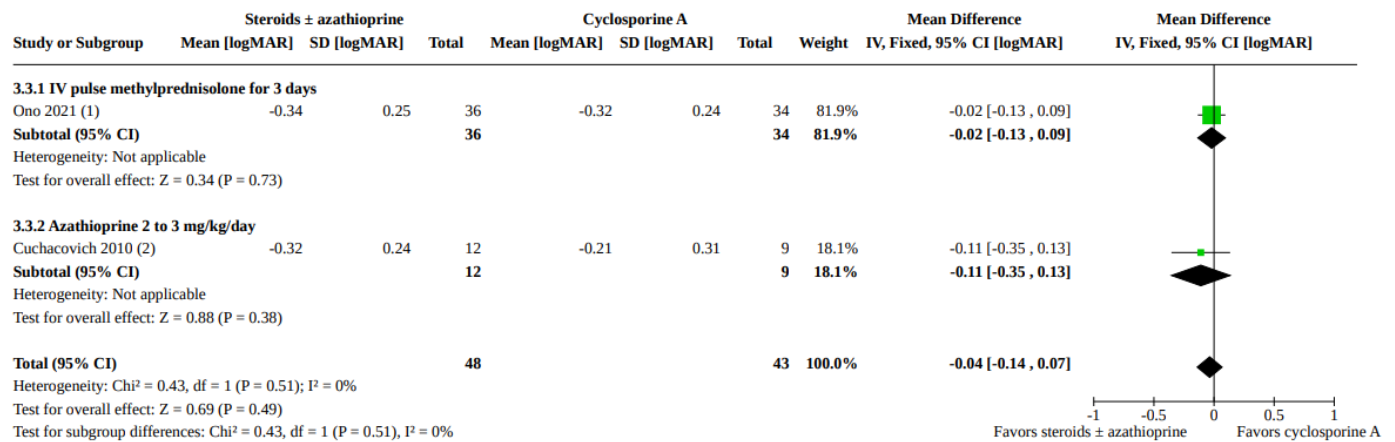 Steroids ± azathioprine Cyclosporine A Mean Difference Mean Difference
Study or Subgroup Mean [logMAR] SD [logMAR] Total Mean [logMAR] SD [logMAR] Total Weight IV, Fixed, 95% CI [logMAR] IV, Fixed, 95% CI [logMAR]
3.3.1 IV pulse methylprednisolone for 3 days
Ono 2021 (1) -0.34 0.25 36 -0.32 0.24 34 81.9% -0.02 [-0.13 , 0.09]
Subtotal (95% CI) 36 34 81.9% -0.02 [-0.13 , 0.09]
Heterogeneity: Not applicable
Test for overall effect: Z = 0.34 (P = 0.73)
3.3.2 Azathioprine 2 to 3 mg/kg/day
Cuchacovich 2010 (2) -0.32 0.24 12 -0.21 0.31 9 18.1% -0.11 [-0.35 , 0.13]
Subtotal (95% CI) 12 9 18.1% -0.11 [-0.35 , 0.13]
Heterogeneity: Not applicable
Test for overall effect: Z = 0.88 (P = 0.38)
Total (95% CI) 48 43 100.0% -0.04 [-0.14 , 0.07]
Heterogeneity: Chi² = 0.43, df = 1 (P = 0.51); I² = 0%
Test for overall effect: Z = 0.69 (P = 0.49)
-1 -0.5 0 0.5 1
Test for subgroup differences: Chi² = 0.43, df = 1 (P = 0.51), I² = 0% Favors steroids ± azathioprine Favors cyclosporine A